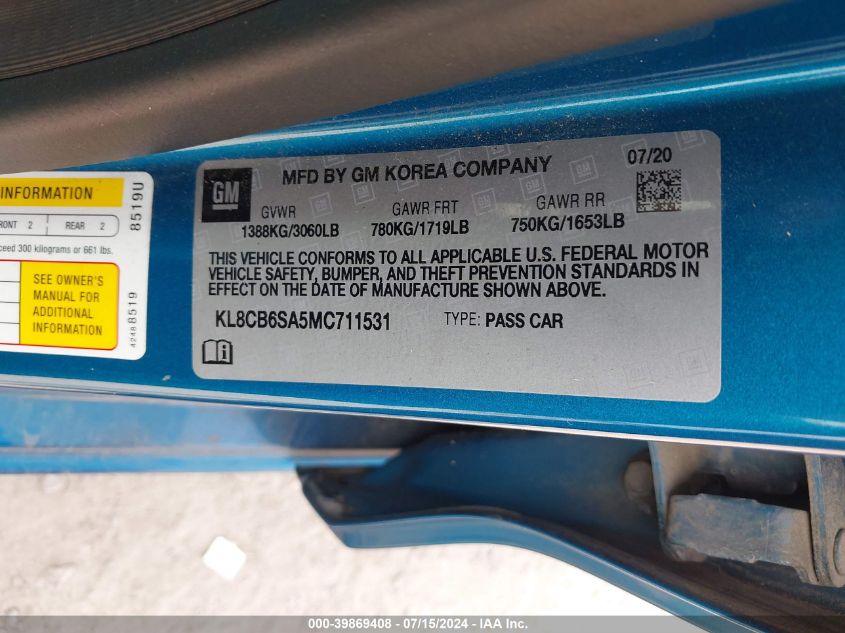 INFORMATION
FRONT 2 REAR 2
exceed 300 kilograms or 661 lbs.
SEE OWNER'S
MANUAL FOR
ADDITIONAL
INFORMATION
8519U
42488519
GM
MFD BY GM KOREA COMPANY
07/20
GVWR GAWR FRT GAWR RR
1388KG/3060LB 780KG/1719LB 750KG/1653LB
THIS VEHICLE CONFORMS TO ALL APPLICABLE U.S. FEDERAL MOTOR
VEHICLE SAFETY, BUMPER, AND THEFT PREVENTION STANDARDS IN
EFFECT ON THE DATE OF MANUFACTURE SHOWN ABOVE.
KL8CB6SA5MC711531 TYPE: PASS CAR
000-39869408 - 07/15/2024 - IAA Inc.